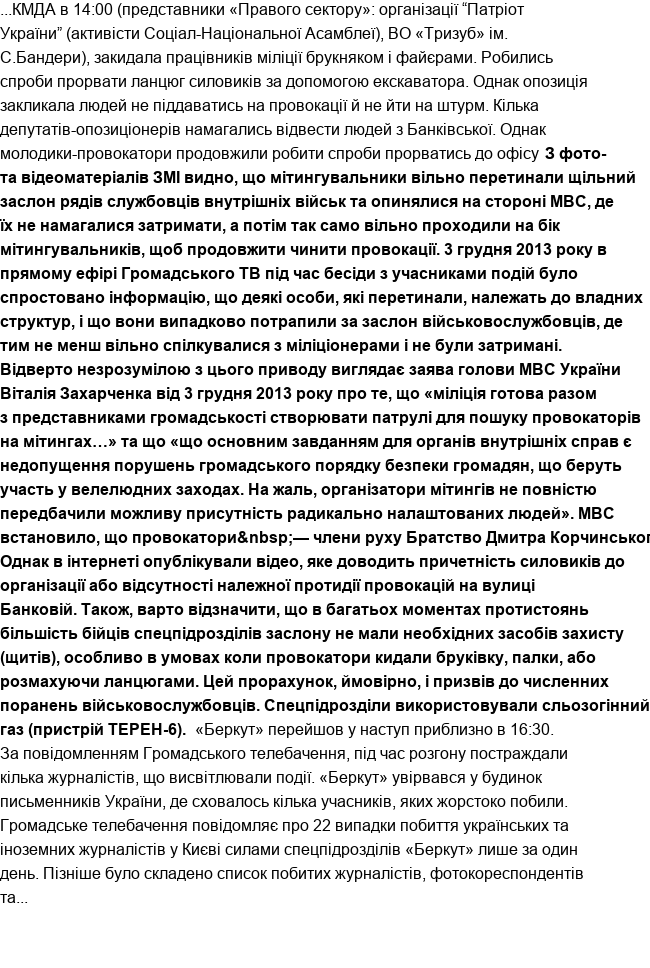 ...КМДА в 14:00 (представники «Правого сектору»: організації “Патріот
України” (активісти Соціал-Національної Асамблеї), ВО «Тризуб» ім.
С.Бандери), закидала працівників міліції брукняком і файєрами. Робились
спроби прорвати ланцюг силовиків за допомогою екскаватора. Однак опозиція
закликала людей не піддаватись на провокації й не йти на штурм. Кілька
депутатів-опозиціонерів намагались відвести людей з Банківської. Однак
молодики-провокатори продовжили робити спроби прорватись до офісу З фото-
та відеоматеріалів ЗМІ видно, що мітингувальники вільно перетинали щільний
заслон рядів службовців внутрішніх військ та опинялися на стороні МВС, де
їх не намагалися затримати, а потім так само вільно проходили на бік
мітингувальників, щоб продовжити чинити провокації. 3 грудня 2013 року в
прямому ефірі Громадського ТВ під час бесіди з учасниками подій було
спростовано інформацію, що деякі особи, які перетинали, належать до владних
структур, і що вони випадково потрапили за заслон військовослужбовців, де
тим не менш вільно спілкувалися з міліціонерами і не були затримані.
Відверто незрозумілою з цього приводу виглядає заява голови МВС України
Віталія Захарченка від 3 грудня 2013 року про те, що «міліція готова разом
з представниками громадськості створювати патрулі для пошуку провокаторів
на мітингах…» та що «що основним завданням для органів внутрішніх справ є
недопущення порушень громадського порядку безпеки громадян, що беруть
участь у велелюдних заходах. На жаль, організатори мітингів не повністю
передбачили можливу присутність радикально налаштованих людей». МВС
встановило, що провокатори&nbsp;— члени руху Братство Дмитра
Однак в інтернеті опублікували відео, яке доводить причетність силовиків до
організації або відсутності належної протидії провокацій на вулиці
Банковій. Також, варто відзначити, що в багатьох моментах протистоянь
більшість бійців спецпідрозділів заслону не мали необхідних засобів захисту
(щитів), особливо в умовах коли провокатори кидали бруківку, палки, або
розмахуючи ланцюгами. Цей прорахунок, ймовірно, і призвів до численних
поранень військовослужбовців. Спецпідрозділи використовували сльозогінний
газ (пристрій ТЕРЕН-6). «Беркут» перейшов у наступ приблизно в 16:30.
За повідомленням Громадського телебачення, під час розгону постраждали
кілька журналістів, що висвітлювали події. «Беркут» увірвався у будинок
письменників України, де сховалось кілька учасників, яких жорстоко побили.
Громадське телебачення повідомляє про 22 випадки побиття українських та
іноземних журналістів у Києві силами спецпідрозділів «Беркут» лише за один
день. Пізніше було складено список побитих журналістів, фотокореспондентів
та...